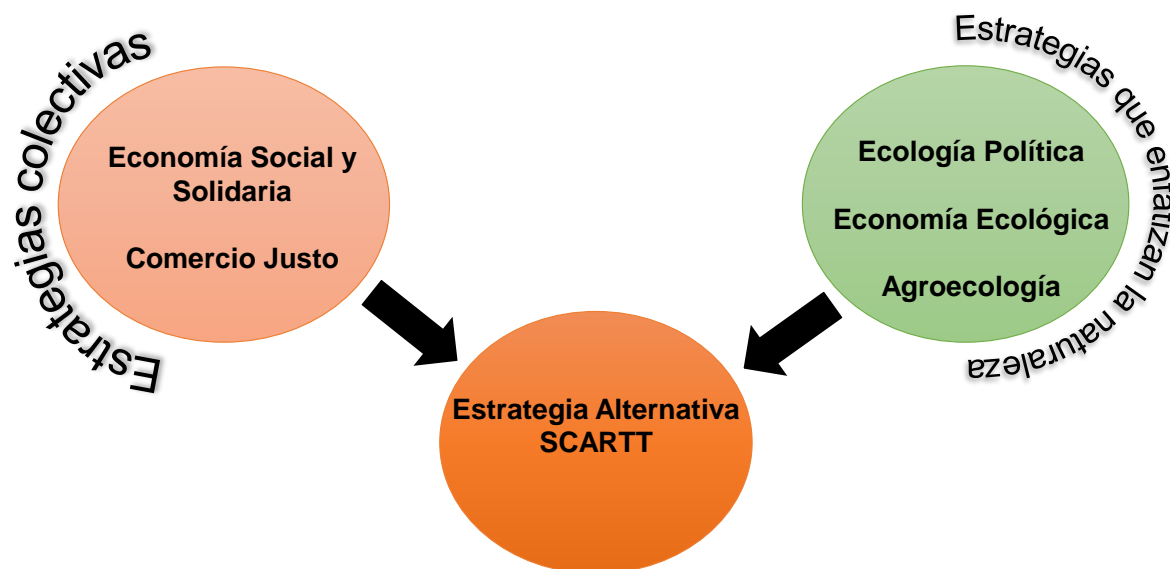 Estrategias colectivas
Economía Social y
Solidaria
Comercio Justo
Estrategias que enfatizan la naturaleza
Ecología Política
Economía Ecológica
Agroecología
Estrategia Alternativa
SCARTT